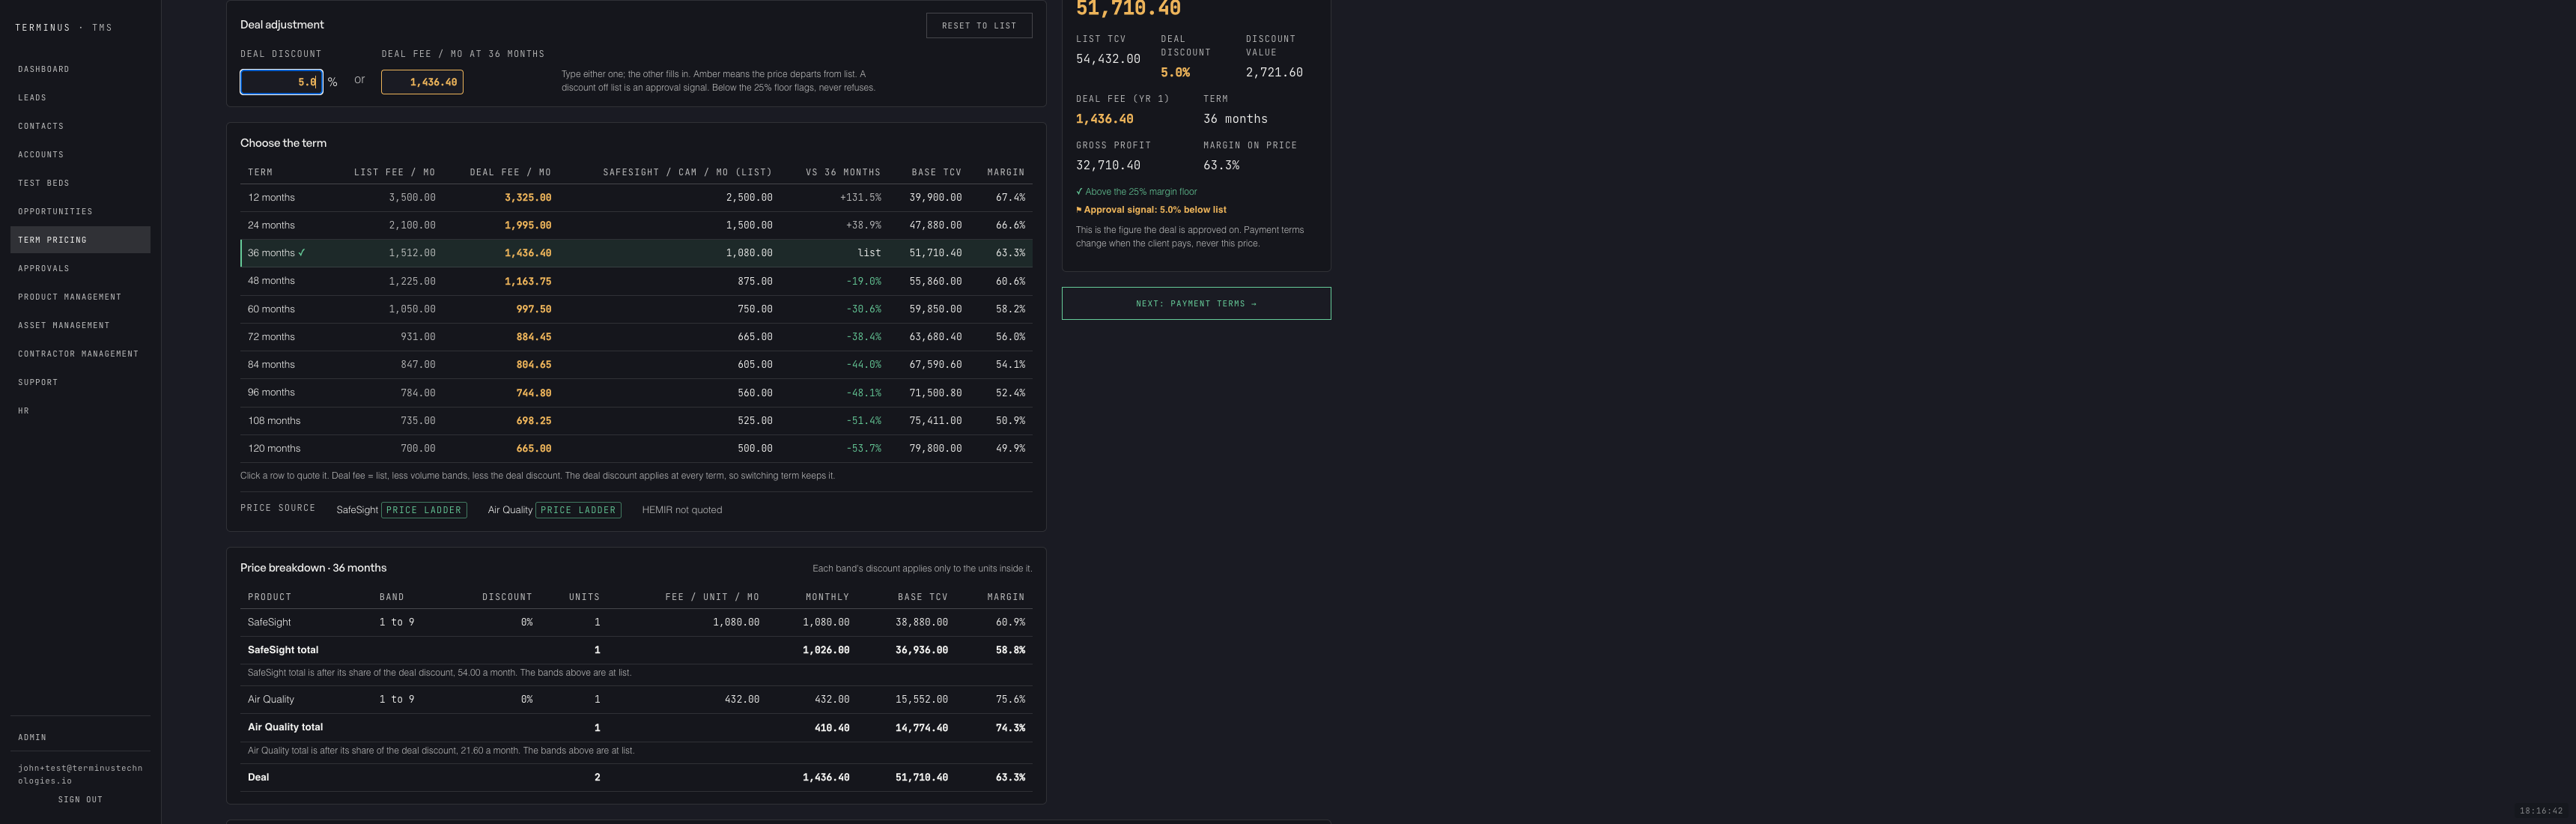 TERMINUS · TMS
DASHBOARD
LEADS
CONTACTS
ACCOUNTS
TEST BEDS
OPPORTUNITIES
TERM PRICING
APPROVALS
PRODUCT MANAGEMENT
ASSET MANAGEMENT
CONTRACTOR MANAGEMENT
SUPPORT
HR
ADMIN
john+test@terminustechn
ologies.io
SIGN OUT
Deal adjustment
RESET TO LIST
DEAL DISCOUNT DEAL FEE / MO AT 36 MONTHS
5.0 % or 1,436.40
Type either one; the other fills in. Amber means the price departs from list. A
discount off list is an approval signal. Below the 25% floor flags, never refuses.
Choose the term
TERM LIST FEE / MO DEAL FEE / MO SAFESIGHT / CAM / MO (LIST) VS 36 MONTHS BASE TCV MARGIN
12 months 3,500.00 3,325.00 2,500.00 +131.5% 39,900.00 67.4%
24 months 2,100.00 1,995.00 1,500.00 +38.9% 47,880.00 66.6%
36 months ✓ 1,512.00 1,436.40 1,080.00 list 51,710.40 63.3%
48 months 1,225.00 1,163.75 875.00 -19.0% 55,860.00 60.6%
60 months 1,050.00 997.50 750.00 -30.6% 59,850.00 58.2%
72 months 931.00 884.45 665.00 -38.4% 63,680.40 56.0%
84 months 847.00 804.65 605.00 -44.0% 67,590.60 54.1%
96 months 784.00 744.80 560.00 -48.1% 71,500.80 52.4%
108 months 735.00 698.25 525.00 -51.4% 75,411.00 50.9%
120 months 700.00 665.00 500.00 -53.7% 79,800.00 49.9%
Click a row to quote it. Deal fee = list, less volume bands, less the deal discount. The deal discount applies at every term, so switching term keeps it.
PRICE SOURCE SafeSight PRICE LADDER Air Quality PRICE LADDER HEMIR not quoted
Price breakdown · 36 months
Each band's discount applies only to the units inside it.
PRODUCT BAND DISCOUNT UNITS FEE / UNIT / MO MONTHLY BASE TCV MARGIN
SafeSight 1 to 9 0% 1 1,080.00 1,080.00 38,880.00 60.9%
SafeSight total 1 1,026.00 36,936.00 58.8%
SafeSight total is after its share of the deal discount, 54.00 a month. The bands above are at list.
Air Quality 1 to 9 0% 1 432.00 432.00 15,552.00 75.6%
Air Quality total 1 410.40 14,774.40 74.3%
Air Quality total is after its share of the deal discount, 21.60 a month. The bands above are at list.
Deal 2 1,436.40 51,710.40 63.3%
51,710.40
LIST TCV DEAL DISCOUNT DISCOUNT VALUE
54,432.00 5.0% 2,721.60
DEAL FEE (YR 1) TERM
1,436.40 36 months
GROSS PROFIT MARGIN ON PRICE
32,710.40 63.3%
✓ Above the 25% margin floor
⚑ Approval signal: 5.0% below list
This is the figure the deal is approved on. Payment terms
change when the client pays, never this price.
NEXT: PAYMENT TERMS →
18:16:42